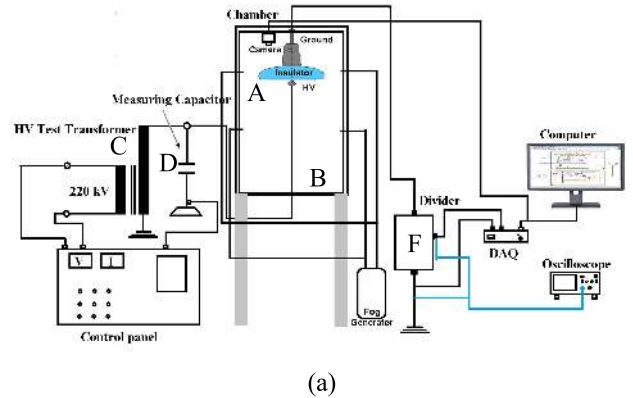 Chamber
Ground
Camera
Insulator
HV
A
Measuring Capacitor
HV Test Transformer
C
D
B
220 kV
V
I
Control panel
Fog
Generator
Divider
F
DAQ
Computer
Oscilloscope
(a)